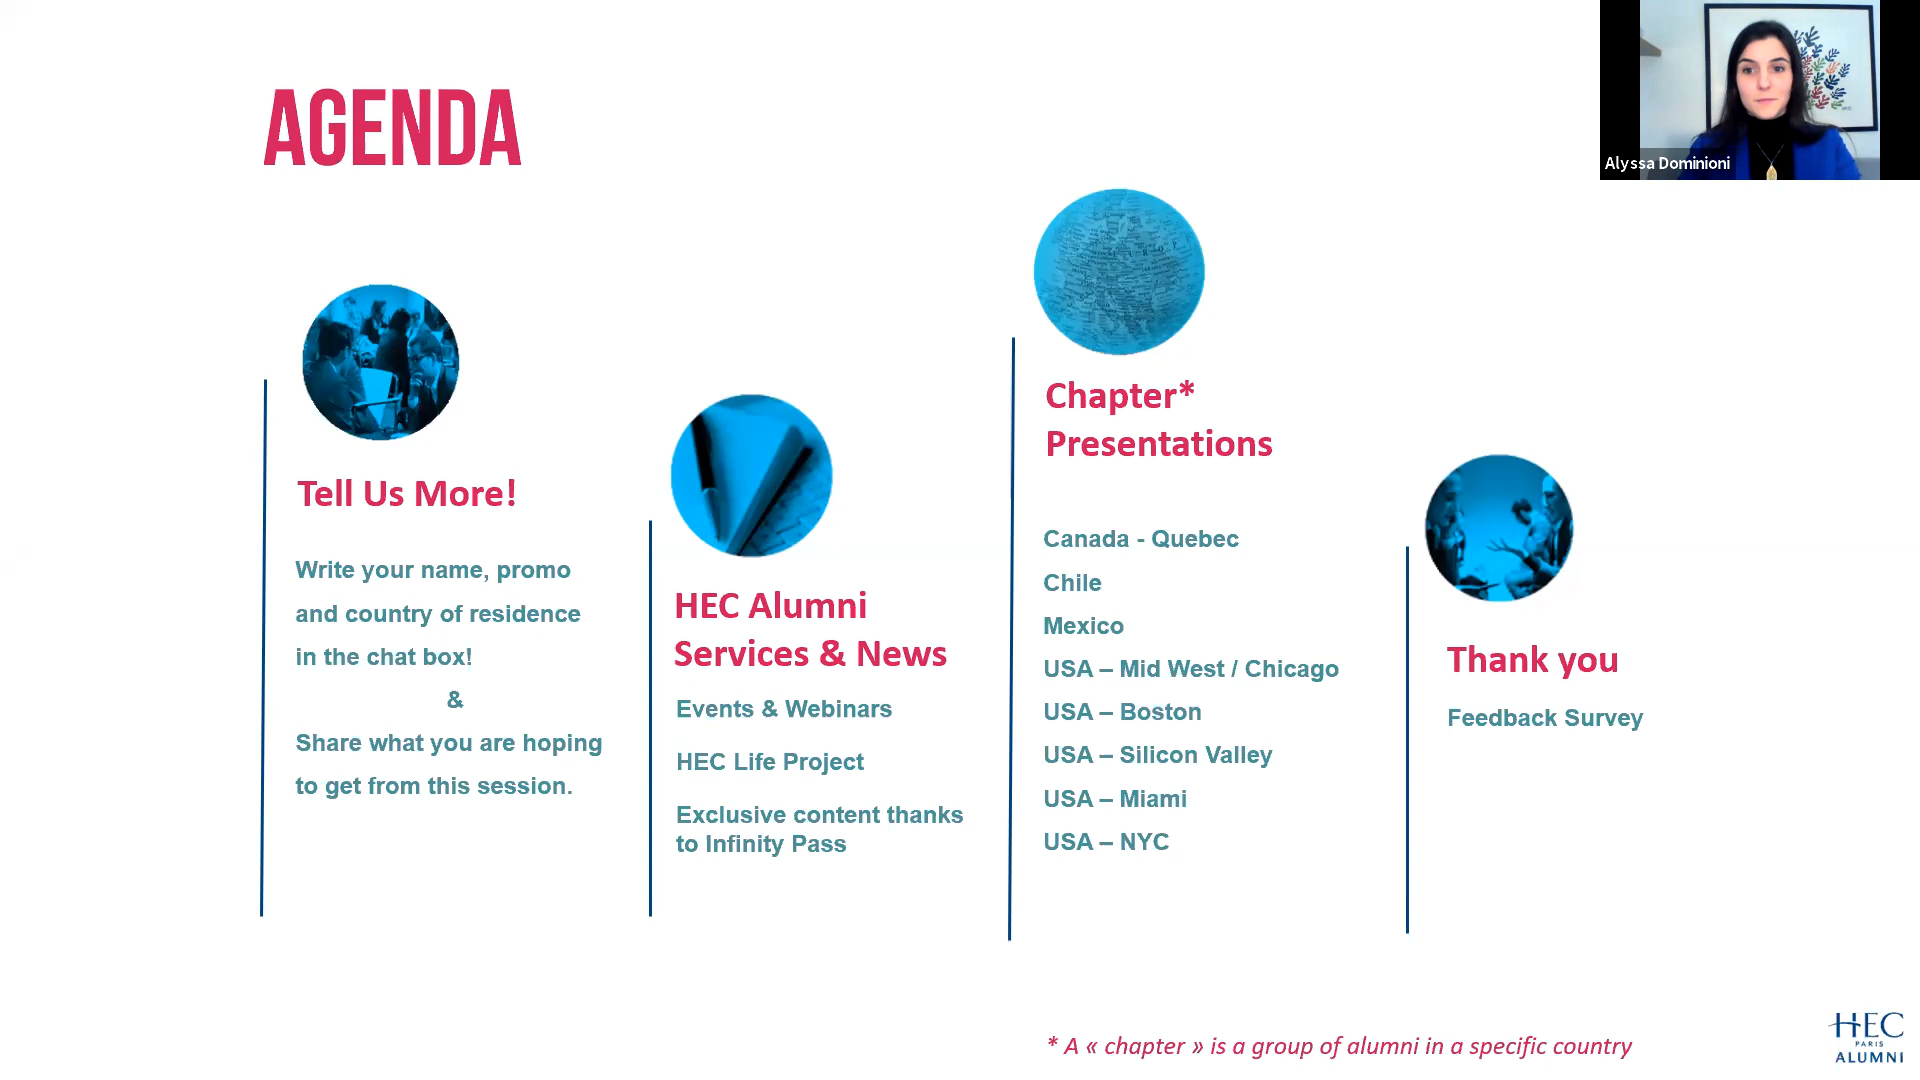 AGENDA
Alyssa Dominioni
Tell Us More!
Write your name, promo
and country of residence
in the chat box!
&
Share what you are hoping
to get from this session.
HEC Alumni
Services & News
Events & Webinars
HEC Life Project
Exclusive content thanks
to Infinity Pass
Chapter*
Presentations
Canada - Quebec
Chile
Mexico
USA – Mid West / Chicago
USA – Boston
USA – Silicon Valley
USA – Miami
USA – NYC
Thank you
Feedback Survey
* A « chapter » is a group of alumni in a specific country
HEC
PARIS
ALUMNI